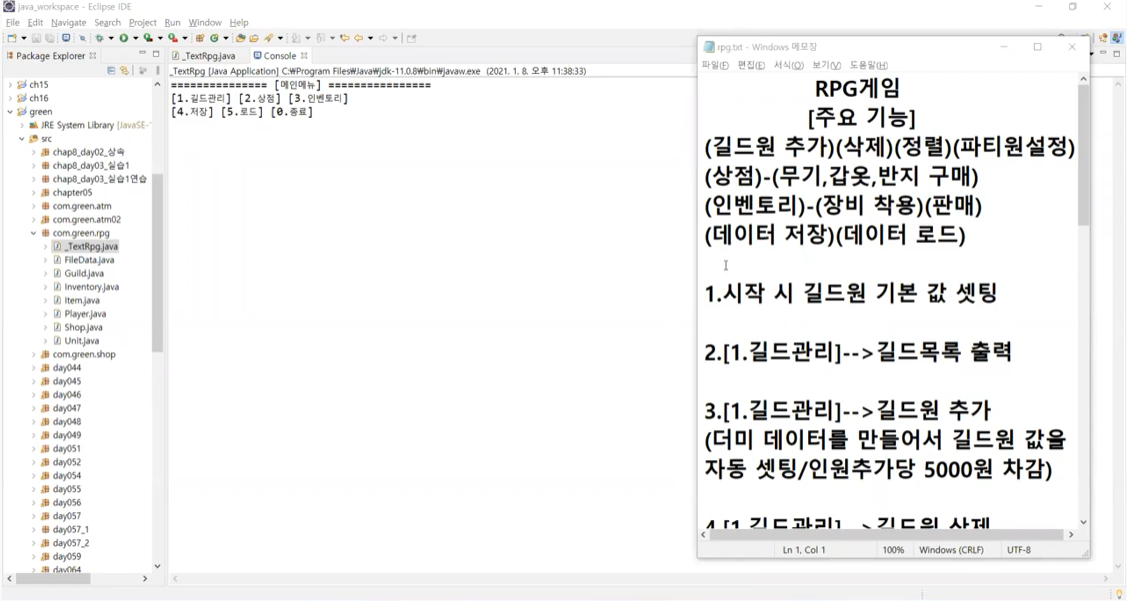 java_workspace - Eclipse IDE
File Edit Navigate Search Project Run Window Help
Package Explorer
ch15
ch16
green
JRE System Library [JavaSE-
src
chap8_day02_상속
chap8_day03_실습1
chap8_day03_실습1연습
chapter05
com.green.atm
com.green.atm02
com.green.rpg
_TextRpg.java
FileData.java
Guild.java
Inventory.java
Item.java
Player.java
Shop.java
Unit.java
com.green.shop
day044
day045
day046
day047
day048
day049
day051
day052
day054
day055
day056
day057
day057_1
day057_2
day059
day064
_TextRpg.java Console
_TextRpg [Java Application] C:₩Program Files₩Java₩jdk-11.0.8₩bin₩javaw.exe (2021. 1. 8. 오후 11:38:33)
=============== [메인메뉴] ================
[1.길드관리] [2.상점] [3.인벤토리]
[4.저장] [5.로드] [0.종료]
rpg.txt - Windows 메모장
파일(F) 편집(E) 서식(O) 보기(V) 도움말(H)
RPG게임
[주요 기능]
(길드원 추가)(삭제)(정렬)(파티원설정)
(상점)-(무기,갑옷,반지 구매)
(인벤토리)-(장비 착용)(판매)
(데이터 저장)(데이터 로드)
1.시작 시 길드원 기본 값 셋팅
2.[1.길드관리]-->길드목록 출력
3.[1.길드관리]-->길드원 추가
(더미 데이터를 만들어서 길드원 값을
자동 셋팅/인원추가당 5000원 차감)
4.[1.길드관리]-->길드원 삭제
Ln 1, Col 1 100% Windows (CRLF) UTF-8